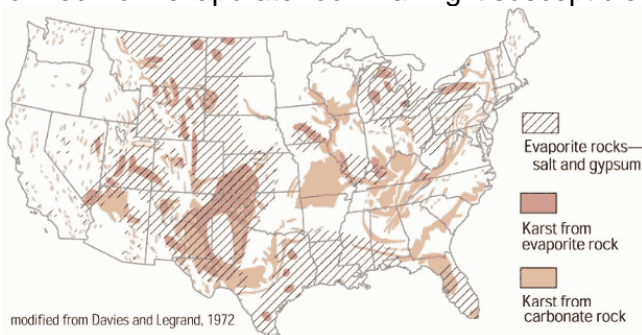 Evaporite rocks—
salt and gypsum
Karst from
evaporite rock
Karst from
carbonate rock
modified from Davies and Legrand, 1972